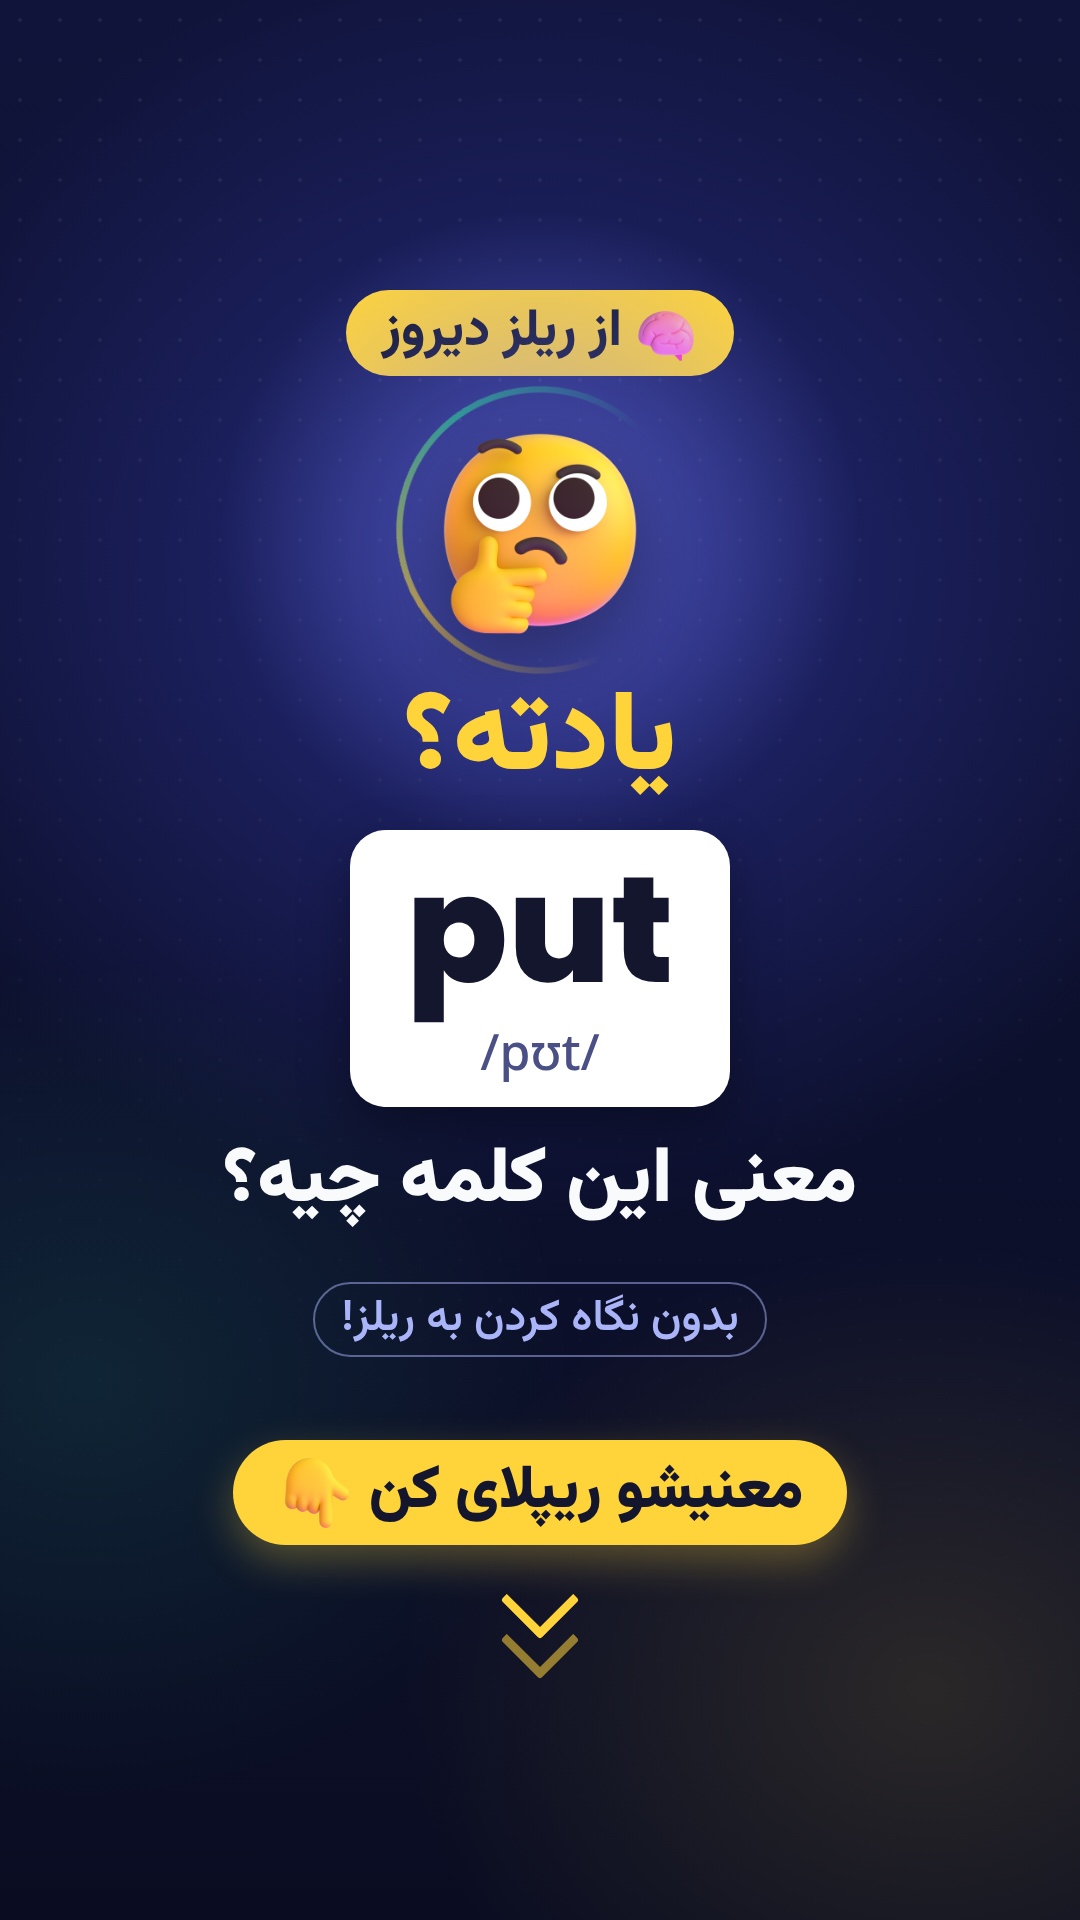 🧠 از ریلز دیروز
یادته؟
put
/pʊt/
معنی این کلمه چیه؟
بدون نگاه کردن به ریلز!
معنیشو ریپلای کن 👇